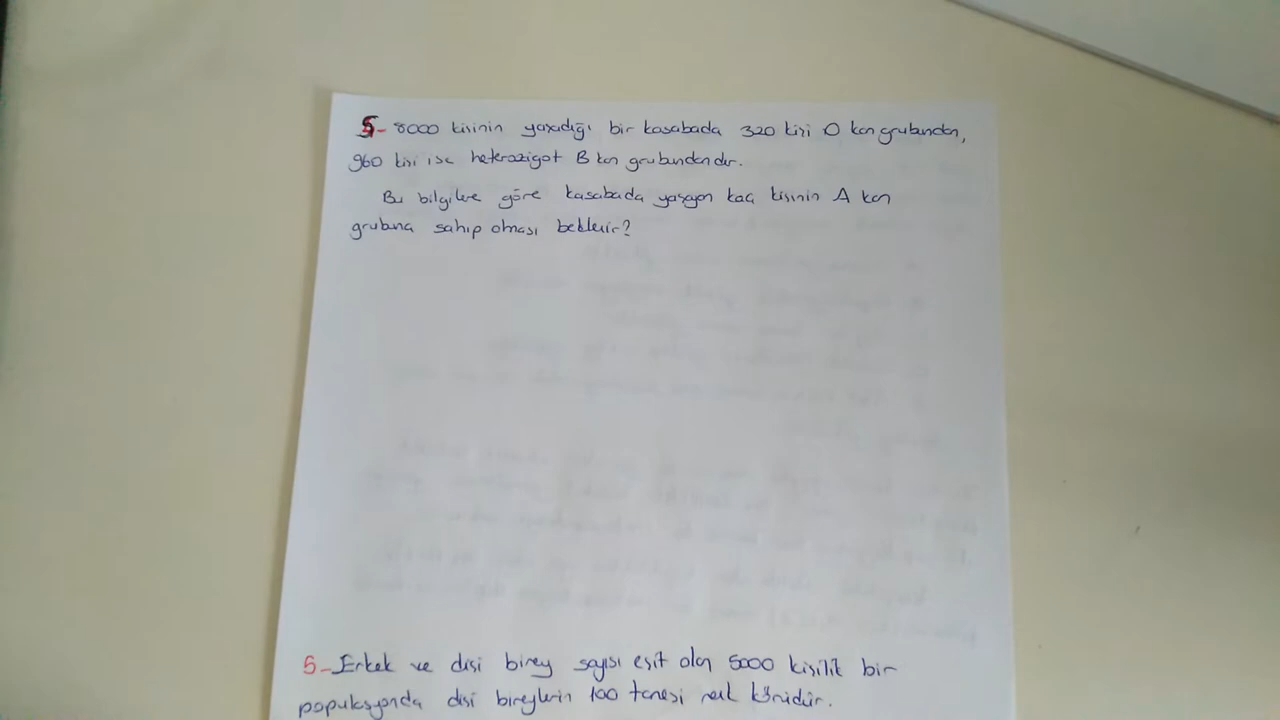 5- 8000 kişinin yaşadığı bir kasabada 320 kişi O kan grubundan,
960 kişi ise heterozigot B kan grubundandır.
Bu bilgilere göre kasabada yaşayan kaç kişinin A kan
grubuna sahip olması beklenir?
5- Erkek ve dişi birey sayısı eşit olan 5000 kişilik bir
populasyonda dişi bireylerin 100 tanesi renk körüdür.